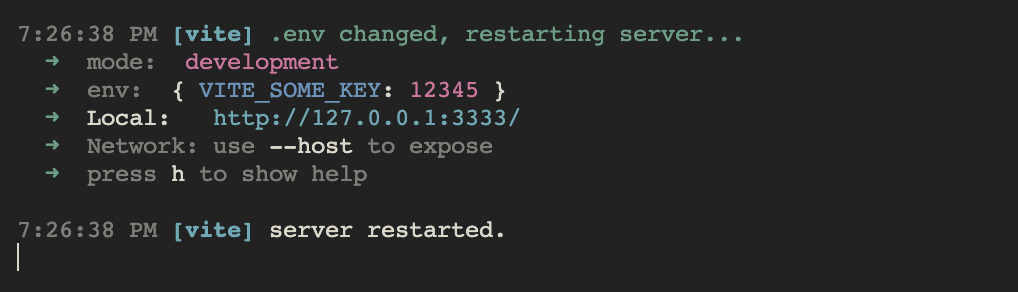 7:26:38 PM [vite] .env changed, restarting server...
➜ mode: development
➜ env: { VITE_SOME_KEY: 12345 }
➜ Local: http://127.0.0.1:3333/
➜ Network: use --host to expose
➜ press h to show help
7:26:38 PM [vite] server restarted.